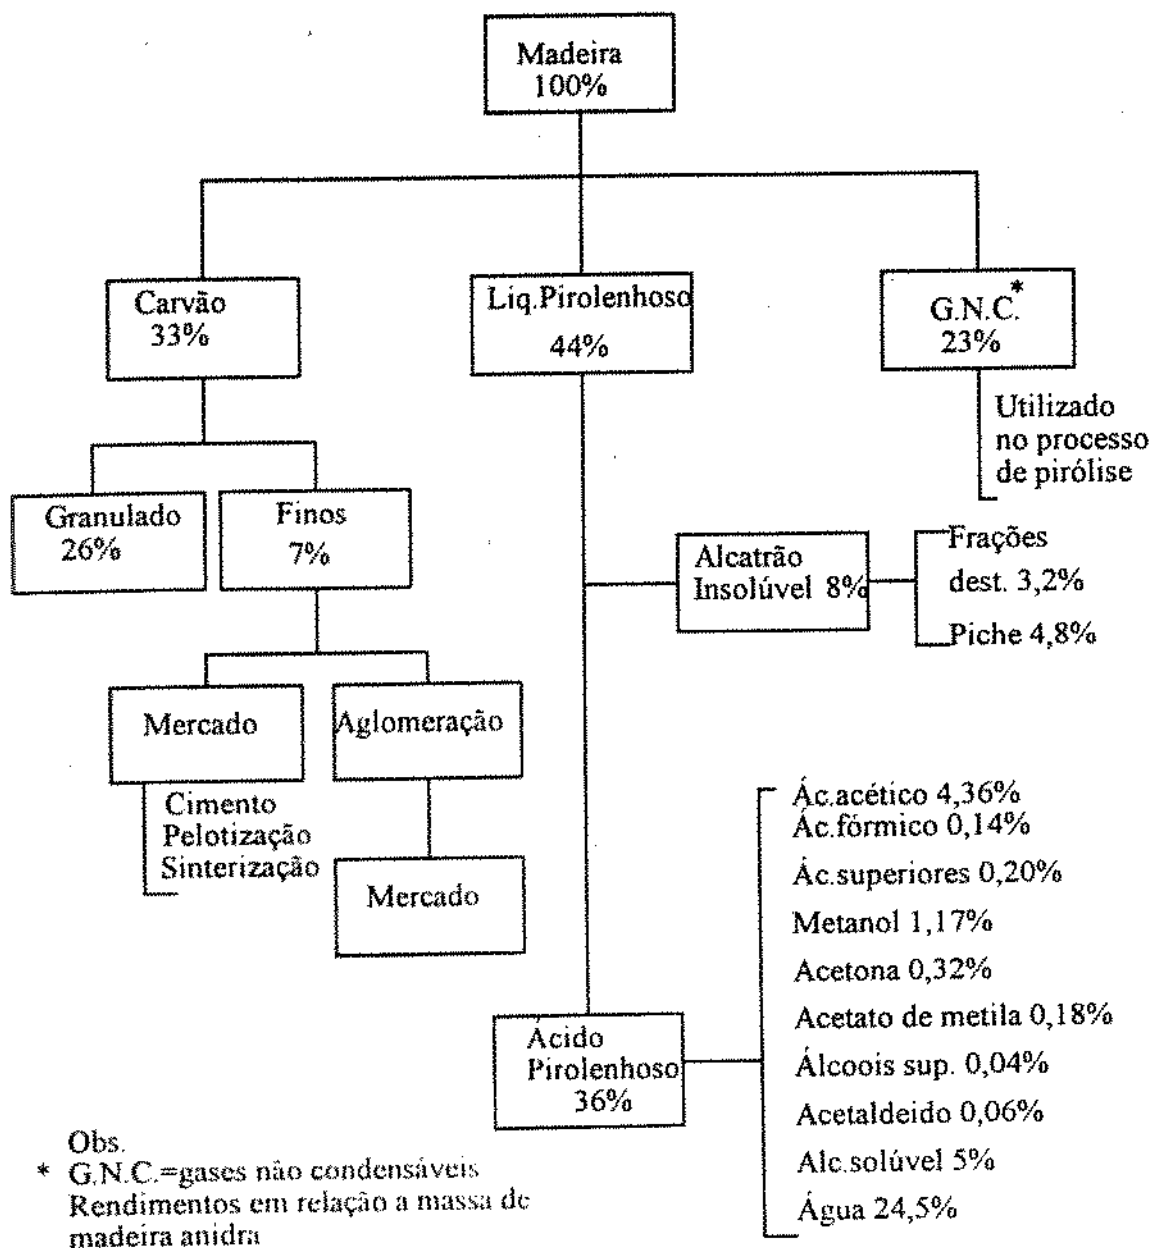 Madeira
100%
Carvão
33%
Liq.Pirolenhoso
44%
G.N.C.*
23%
Utilizado
no processo
de pirólise
Granulado
26%
Finos
7%
Alcatrão
Insolúvel 8%
Frações
dest. 3,2%
Piche 4,8%
Mercado
Aglomeração
Cimento
Pelotização
Sinterização
Mercado
Ácido
Pirolenhoso
36%
Ác.acético 4,36%
Ác.fórmico 0,14%
Ác.superiores 0,20%
Metanol 1,17%
Acetona 0,32%
Acetato de metila 0,18%
Álcoois sup. 0,04%
Acetaldeido 0,06%
Alc.solúvel 5%
Água 24,5%
Obs.
* G.N.C.=gases não condensáveis
Rendimentos em relação a massa de
madeira anidra